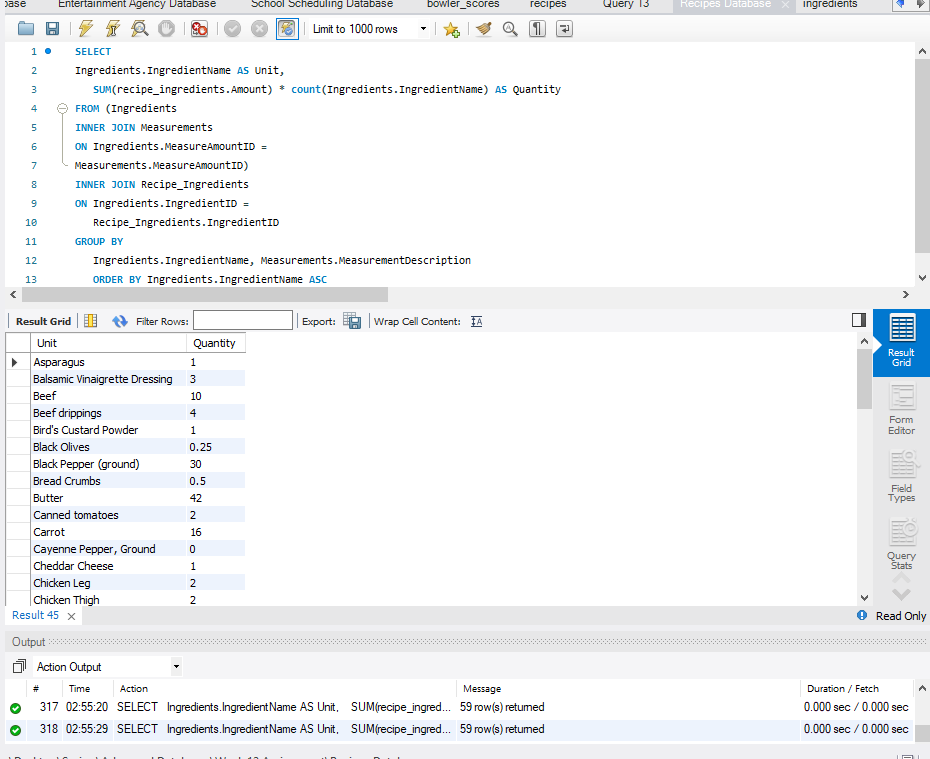 base Entertainment Agency Database School Scheduling Database bowler_scores recipes Query 13 Recipes Database ingredients
Limit to 1000 rows
1 SELECT
2 Ingredients.IngredientName AS Unit,
3 SUM(recipe_ingredients.Amount) * count(Ingredients.IngredientName) AS Quantity
4 FROM (Ingredients
5 INNER JOIN Measurements
6 ON Ingredients.MeasureAmountID =
7 Measurements.MeasureAmountID)
8 INNER JOIN Recipe_Ingredients
9 ON Ingredients.IngredientID =
10 Recipe_Ingredients.IngredientID
11 GROUP BY
12 Ingredients.IngredientName, Measurements.MeasurementDescription
13 ORDER BY Ingredients.IngredientName ASC
Result Grid Filter Rows: Export: Wrap Cell Content:
Unit Quantity
Asparagus 1
Balsamic Vinaigrette Dressing 3
Beef 10
Beef drippings 4
Bird's Custard Powder 1
Black Olives 0.25
Black Pepper (ground) 30
Bread Crumbs 0.5
Butter 42
Canned tomatoes 2
Carrot 16
Cayenne Pepper, Ground 0
Cheddar Cheese 1
Chicken Leg 2
Chicken Thigh 2
Result
Grid
Form
Editor
Field
Types
Query
Stats
Result 45
Read Only
Output
Action Output
# Time Action Message Duration / Fetch
317 02:55:20 SELECT Ingredients.IngredientName AS Unit, SUM(recipe_ingred... 59 row(s) returned 0.000 sec / 0.000 sec
318 02:55:29 SELECT Ingredients.IngredientName AS Unit, SUM(recipe_ingred... 59 row(s) returned 0.000 sec / 0.000 sec